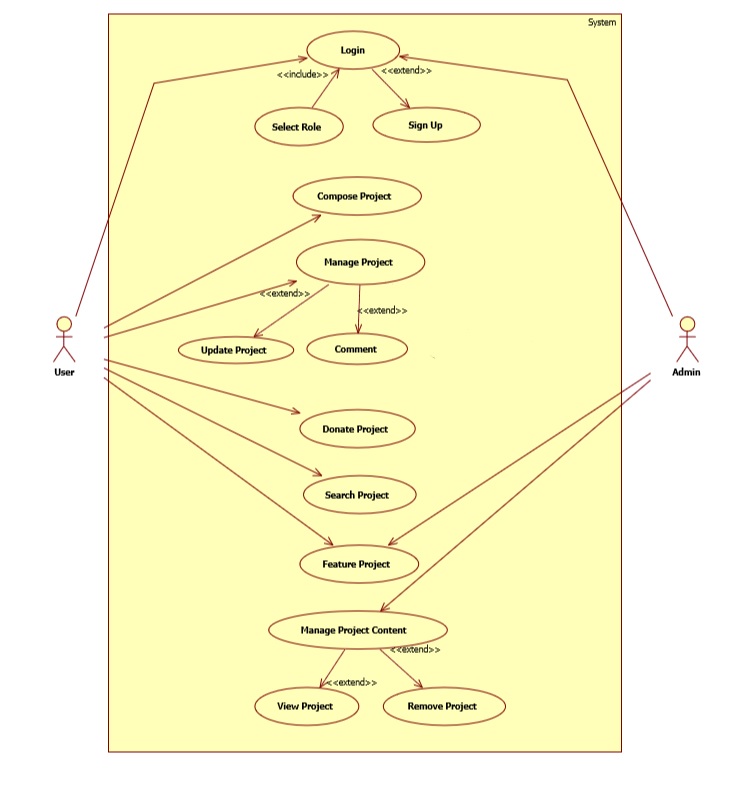 System
Login
<<include>>
<<extend>>
Select Role
Sign Up
Compose Project
Manage Project
<<extend>>
<<extend>>
Update Project
Comment
User
Admin
Donate Project
Search Project
Feature Project
Manage Project Content
<<extend>>
<<extend>>
View Project
Remove Project